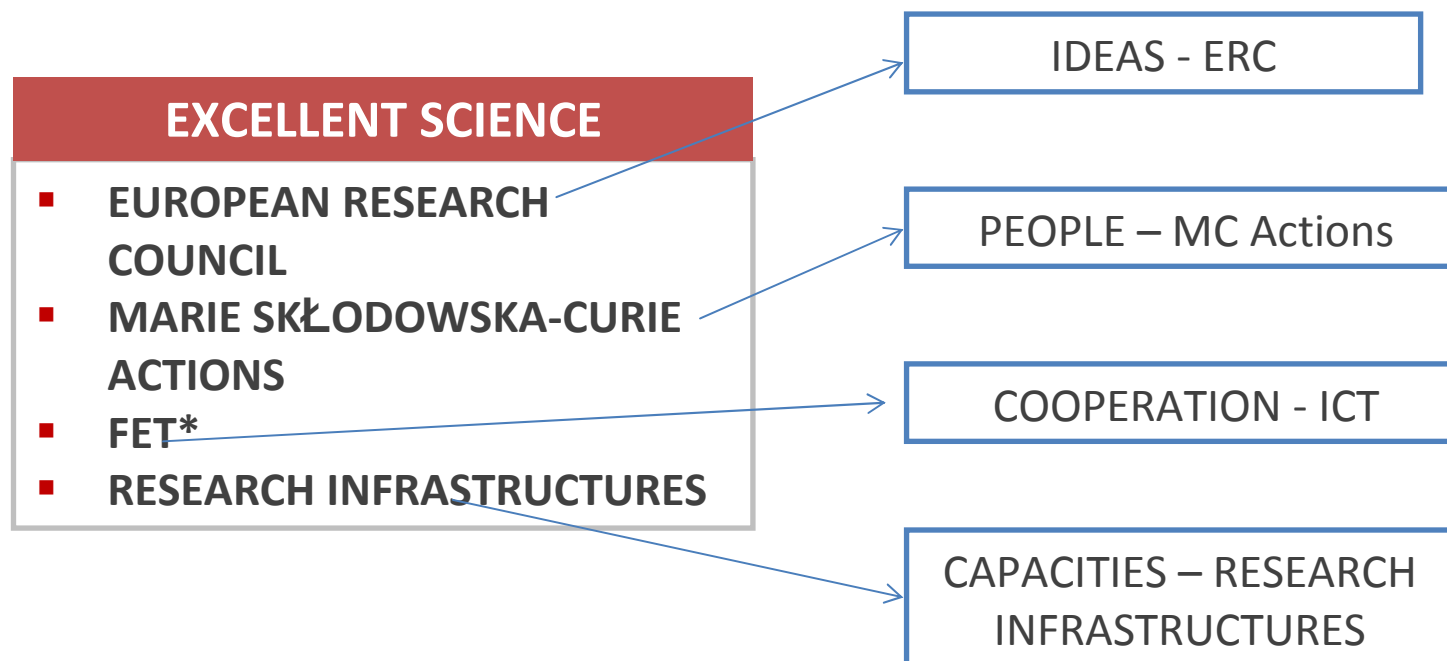 EXCELLENT SCIENCE
▪ EUROPEAN RESEARCH
COUNCIL
▪ MARIE SKŁODOWSKA-CURIE
ACTIONS
▪ FET*
▪ RESEARCH INFRASTRUCTURES
IDEAS - ERC
PEOPLE – MC Actions
COOPERATION - ICT
CAPACITIES – RESEARCH
INFRASTRUCTURES